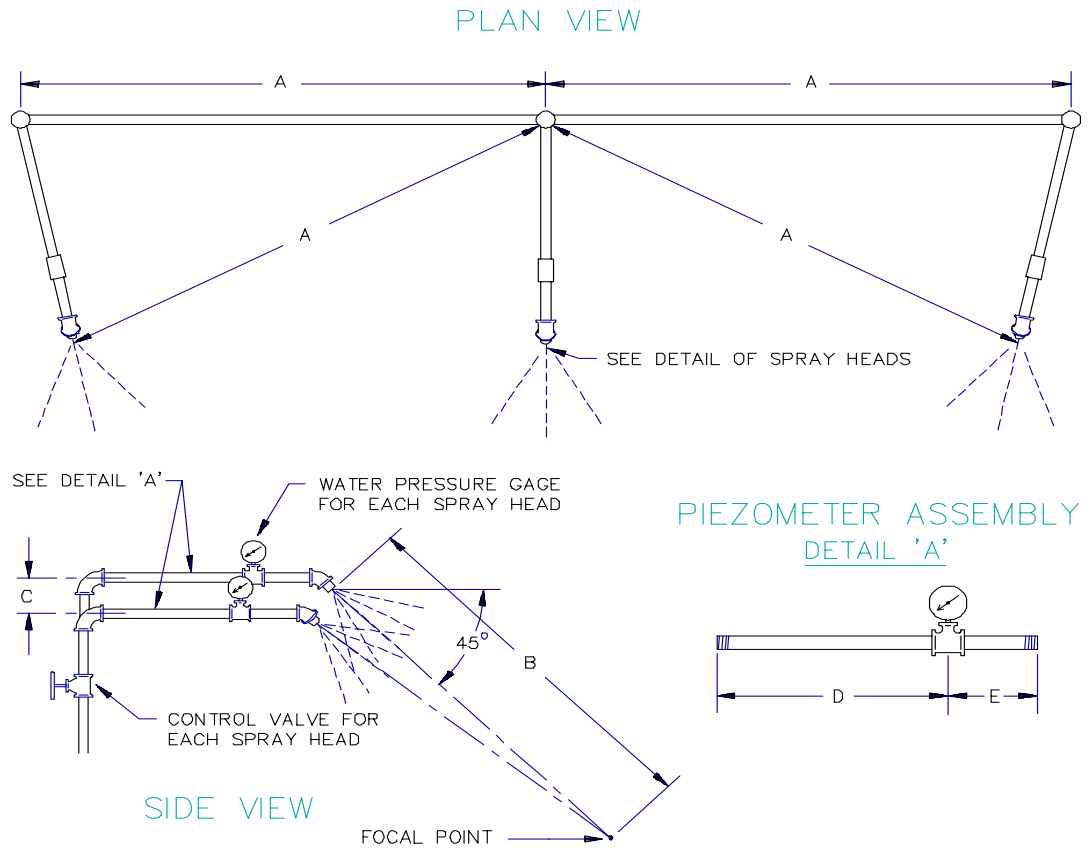 PLAN VIEW
A
A
A
A
SEE DETAIL OF SPRAY HEADS
SEE DETAIL 'A'
WATER PRESSURE GAGE
FOR EACH SPRAY HEAD
C
45°
B
CONTROL VALVE FOR
EACH SPRAY HEAD
SIDE VIEW
FOCAL POINT
PIEZOMETER ASSEMBLY
DETAIL 'A'
D
E